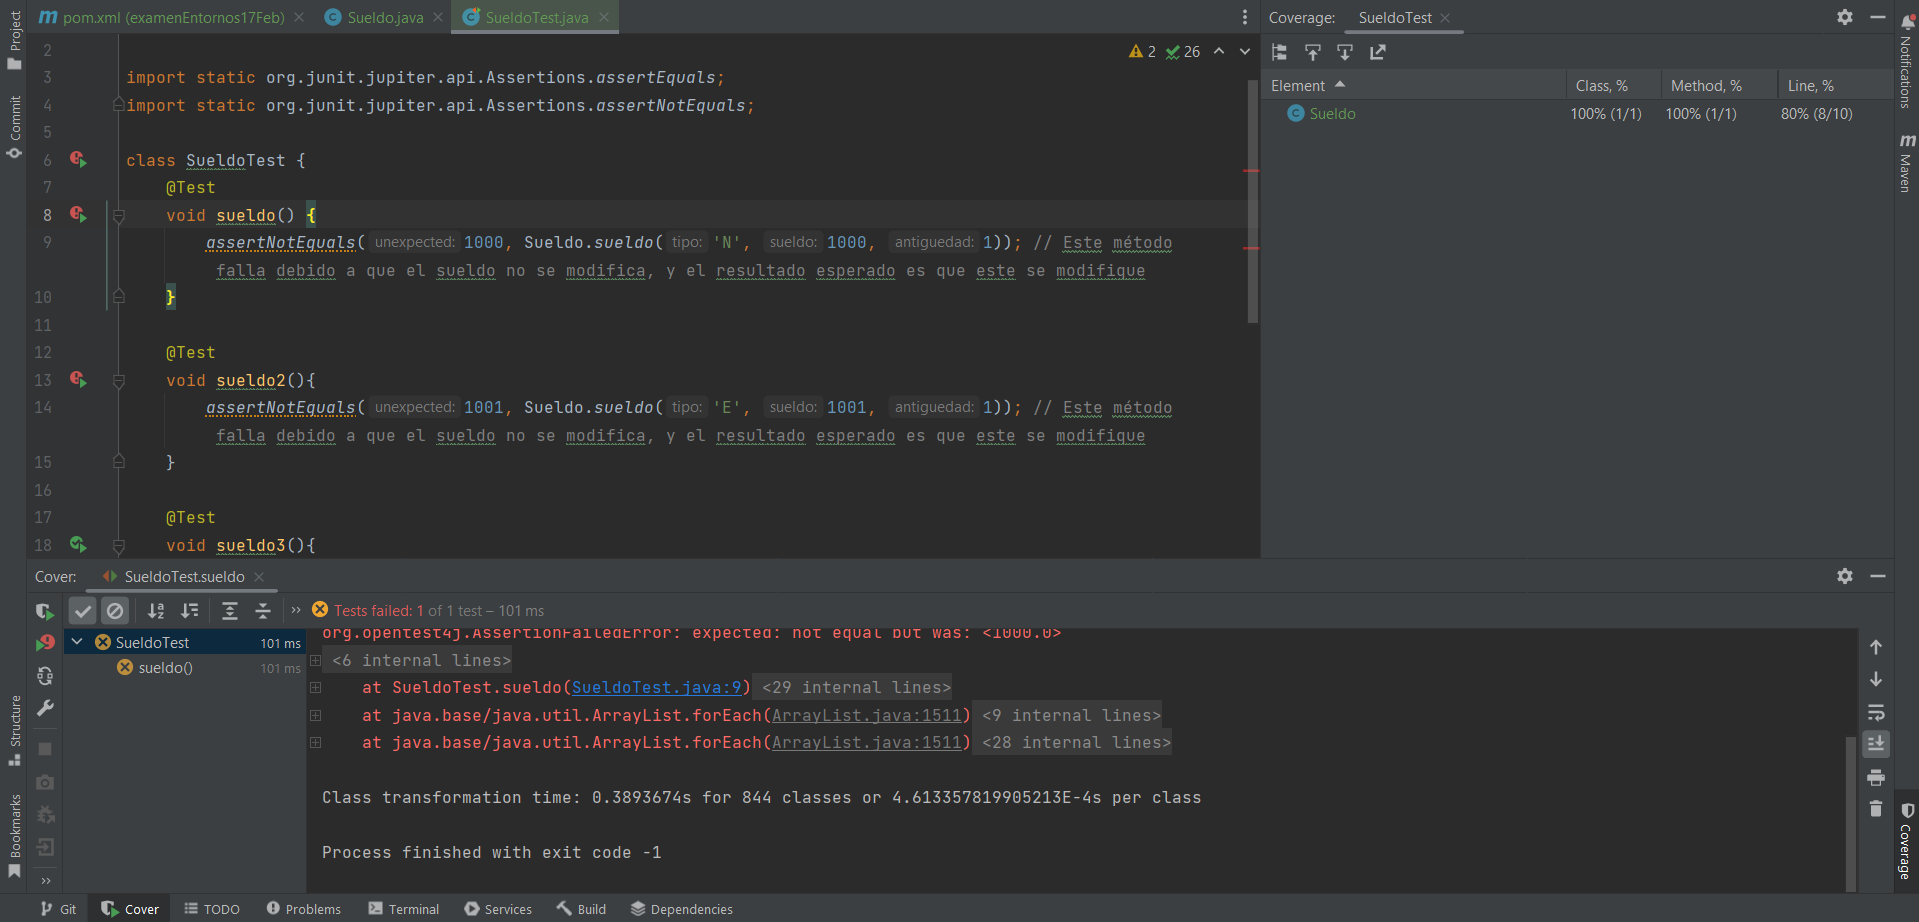 pom.xml (examenEntornos17Feb)
Sueldo.java
SueldoTest.java
Coverage:
SueldoTest
Project
Commit
Structure
Bookmarks
Notifications
Maven
Coverage
2 26
2
3 import static org.junit.jupiter.api.Assertions.assertEquals;
4 import static org.junit.jupiter.api.Assertions.assertNotEquals;
5
6 class SueldoTest {
7 @Test
8 void sueldo() {
9 assertNotEquals( unexpected: 1000, Sueldo.sueldo( tipo: 'N', sueldo: 1000, antiguedad: 1)); // Este método
falla debido a que el sueldo no se modifica, y el resultado esperado es que este se modifique
10 }
11
12 @Test
13 void sueldo2(){
14 assertNotEquals( unexpected: 1001, Sueldo.sueldo( tipo: 'E', sueldo: 1001, antiguedad: 1)); // Este método
falla debido a que el sueldo no se modifica, y el resultado esperado es que este se modifique
15 }
16
17 @Test
18 void sueldo3(){
Element Class, % Method, % Line, %
Sueldo 100% (1/1) 100% (1/1) 80% (8/10)
Cover: SueldoTest.sueldo
Tests failed: 1 of 1 test – 101 ms
SueldoTest 101 ms
sueldo() 101 ms
org.opentest4j.AssertionFailedError: expected: not equal but was: <1000.0>
<6 internal lines>
at SueldoTest.sueldo(SueldoTest.java:9) <29 internal lines>
at java.base/java.util.ArrayList.forEach(ArrayList.java:1511) <9 internal lines>
at java.base/java.util.ArrayList.forEach(ArrayList.java:1511) <28 internal lines>
Class transformation time: 0.3893674s for 844 classes or 4.613357819905213E-4s per class
Process finished with exit code -1
Git Cover TODO Problems Terminal Services Build Dependencies